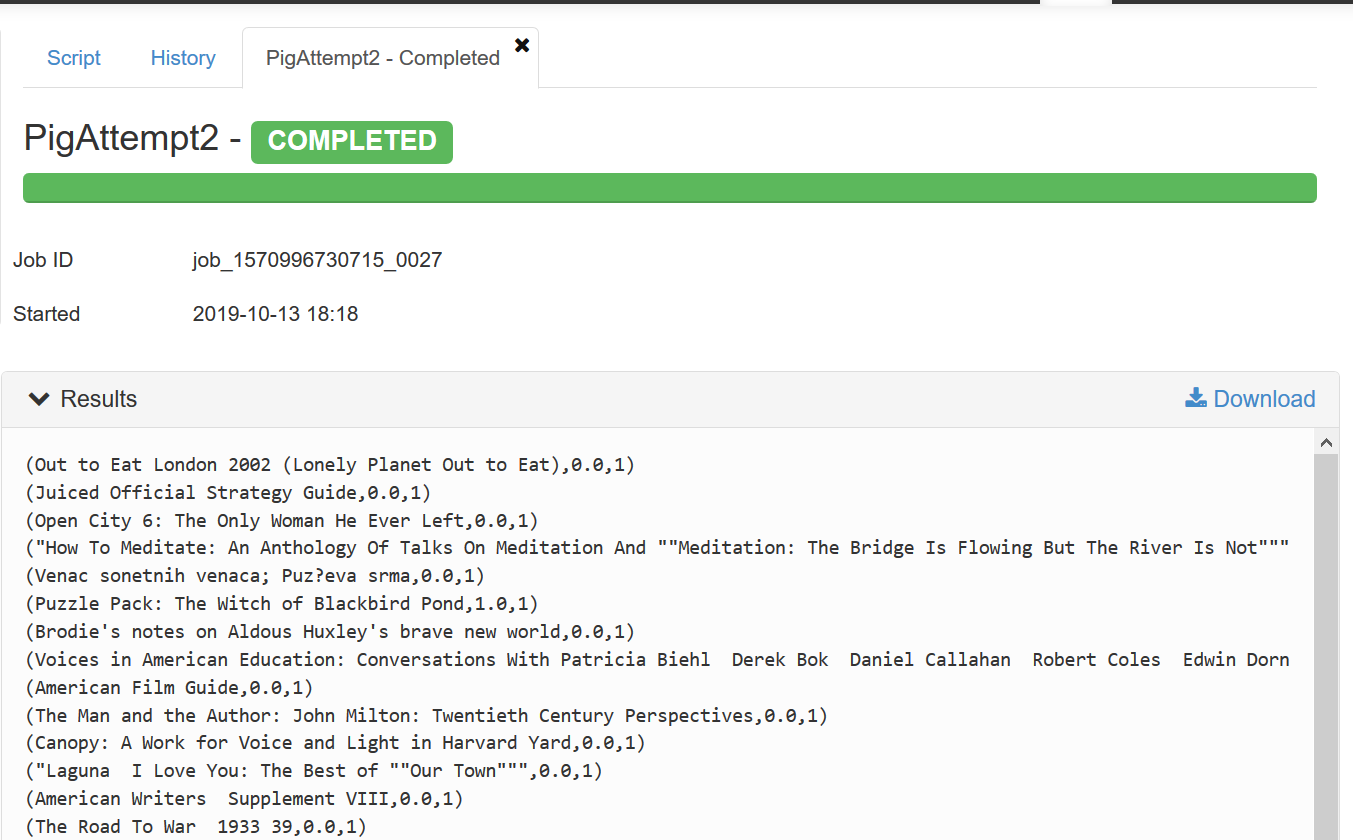 Script History PigAttempt2 - Completed
PigAttempt2 - COMPLETED
Job ID job_1570996730715_0027
Started 2019-10-13 18:18
Results Download
(Out to Eat London 2002 (Lonely Planet Out to Eat),0.0,1)
(Juiced Official Strategy Guide,0.0,1)
(Open City 6: The Only Woman He Ever Left,0.0,1)
("How To Meditate: An Anthology Of Talks On Meditation And ""Meditation: The Bridge Is Flowing But The River Is Not"""
(Venac sonetnih venaca; Puz?eva srma,0.0,1)
(Puzzle Pack: The Witch of Blackbird Pond,1.0,1)
(Brodie's notes on Aldous Huxley's brave new world,0.0,1)
(Voices in American Education: Conversations With Patricia Biehl  Derek Bok  Daniel Callahan  Robert Coles  Edwin Dorn
(American Film Guide,0.0,1)
(The Man and the Author: John Milton: Twentieth Century Perspectives,0.0,1)
(Canopy: A Work for Voice and Light in Harvard Yard,0.0,1)
("Laguna  I Love You: The Best of ""Our Town""",0.0,1)
(American Writers  Supplement VIII,0.0,1)
(The Road To War  1933 39,0.0,1)